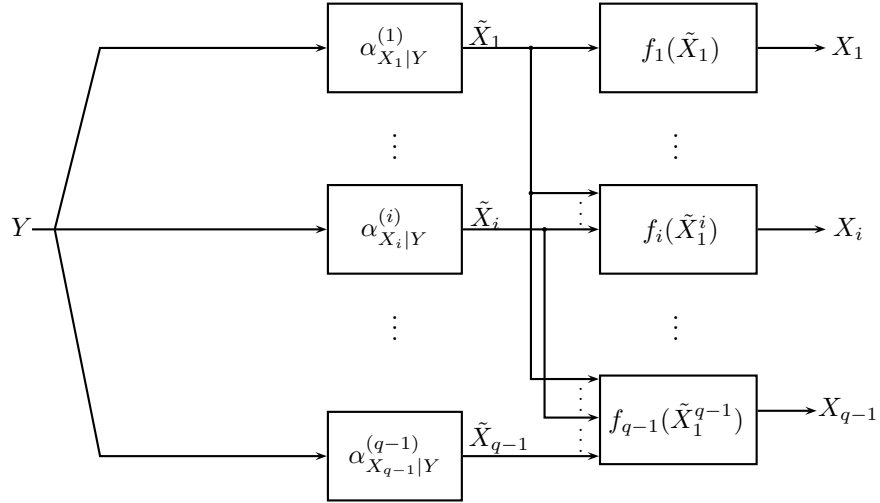 α^{(1)}_{X_1|Y} X̃_1 f_1(X̃_1) X_1
⋮ ⋮
Y α^{(i)}_{X_i|Y} X̃_i f_i(X̃_1^i) X_i
⋮ ⋮
α^{(q-1)}_{X_{q-1}|Y} X̃_{q-1} f_{q-1}(X̃_1^{q-1}) X_{q-1}